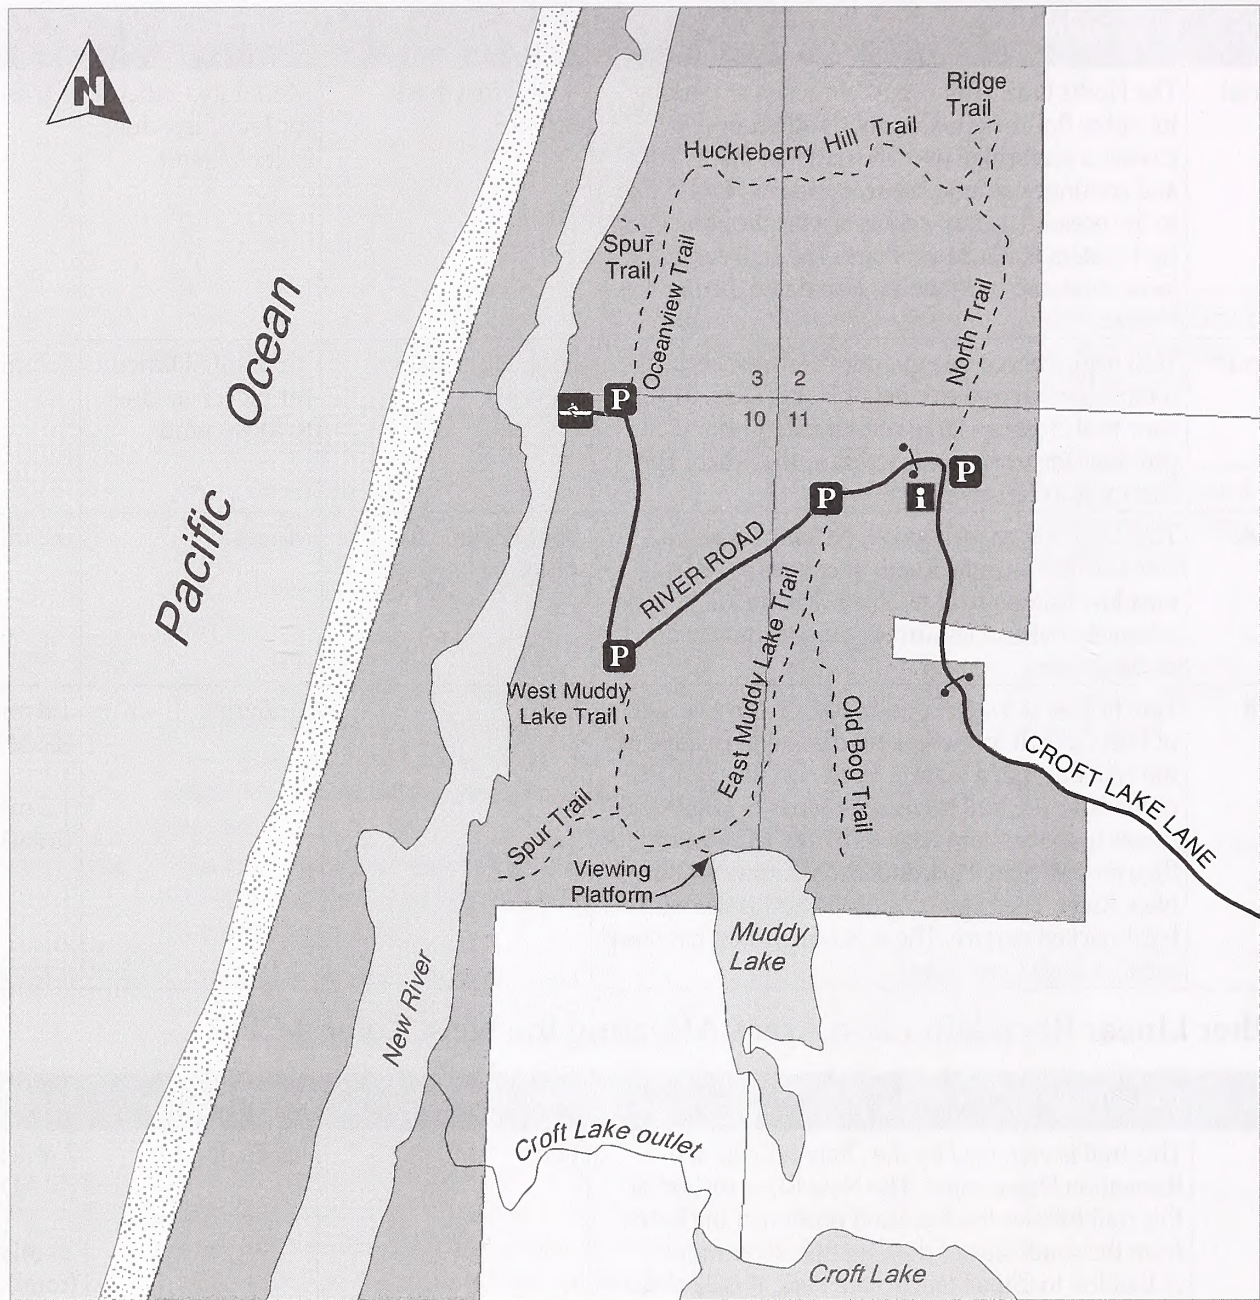 N
Ridge
Trail
Huckleberry Hill Trail
Spur
Trail
Oceanview Trail
North Trail
Pacific Ocean
3 2
10 11
P
P
P
i
P
RIVER ROAD
West Muddy
Lake Trail
East Muddy Lake Trail
Old Bog Trail
Spur Trail
CROFT LAKE LANE
Viewing
Platform
Muddy
Lake
New River
Croft Lake outlet
Croft Lake